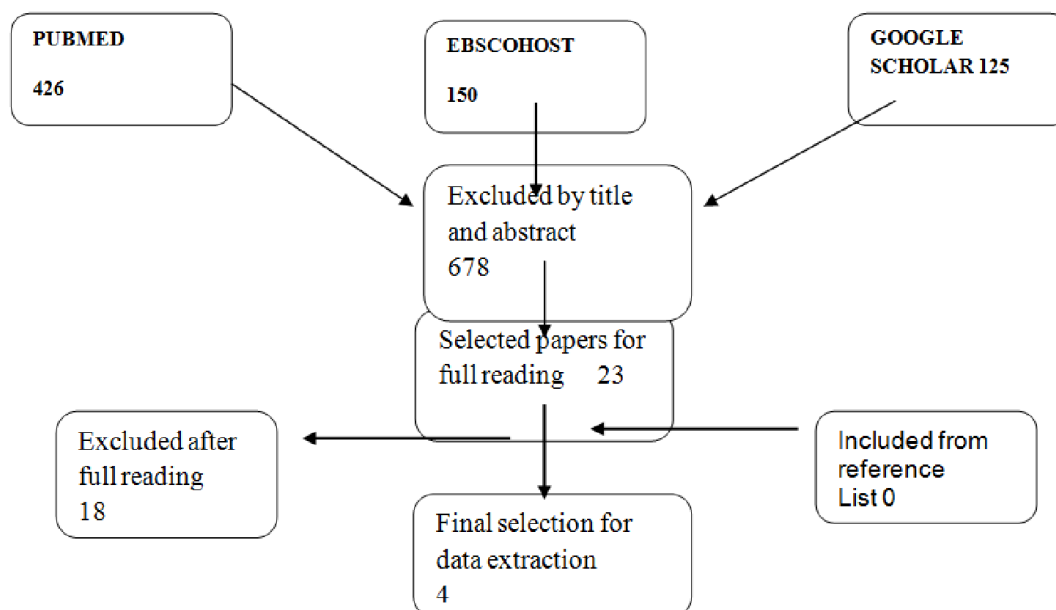 PUBMED
426
EBSCOHOST
150
GOOGLE
SCHOLAR 125
Excluded by title
and abstract
678
Selected papers for
full reading 23
Excluded after
full reading
18
Included from
reference
List 0
Final selection for
data extraction
4